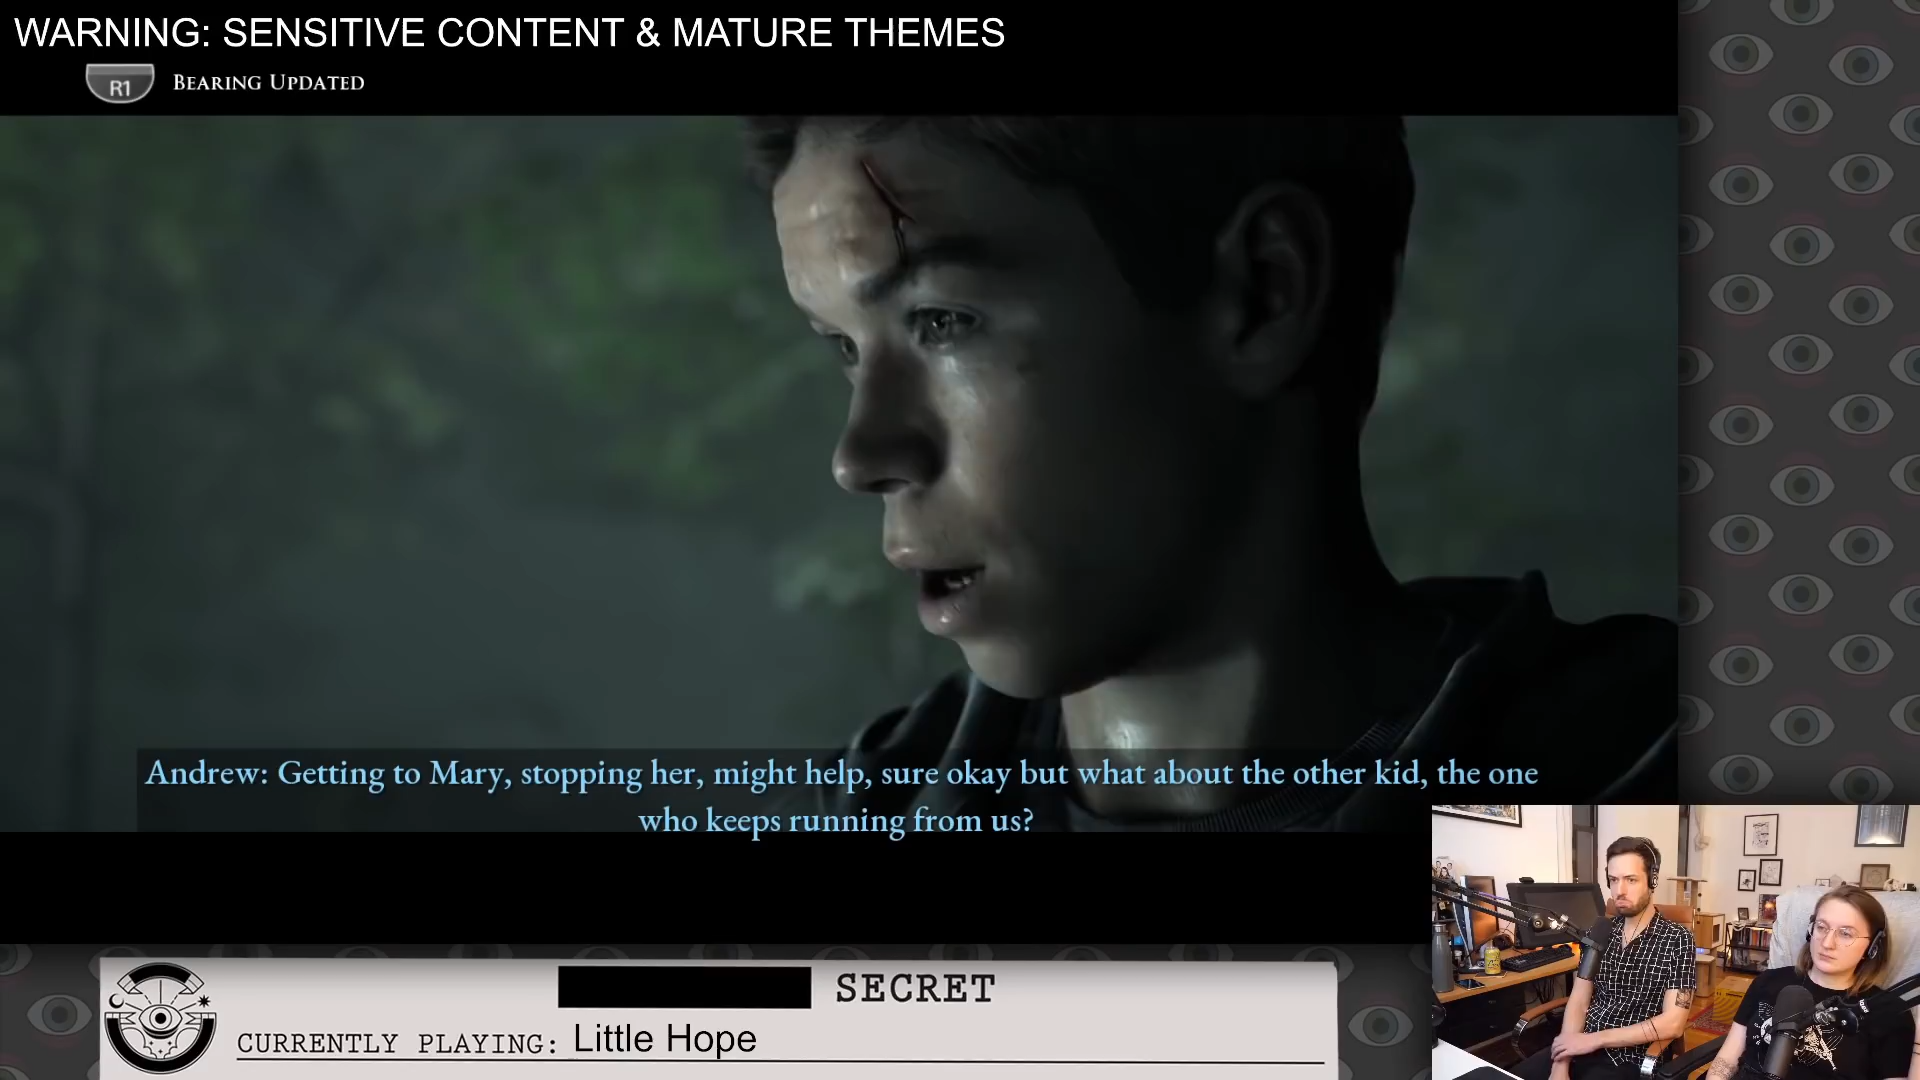 WARNING: SENSITIVE CONTENT & MATURE THEMES
R1 BEARING UPDATED
Andrew: Getting to Mary, stopping her, might help, sure okay but what about the other kid, the one
who keeps running from us?
SECRET
CURRENTLY PLAYING: Little Hope